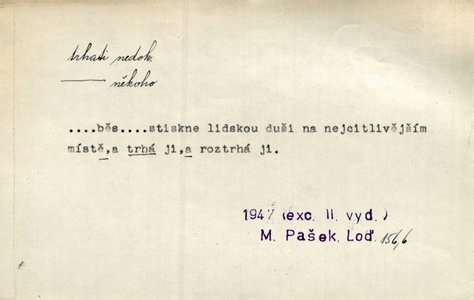 trhati nedok.
— někoho
....běs....stiskne lidskou duši na nejcitlivějším
místě,a trhá ji,a roztrhá ji.
1947 (exc. II. vyd.)
M. Pašek, Loď. 156,6